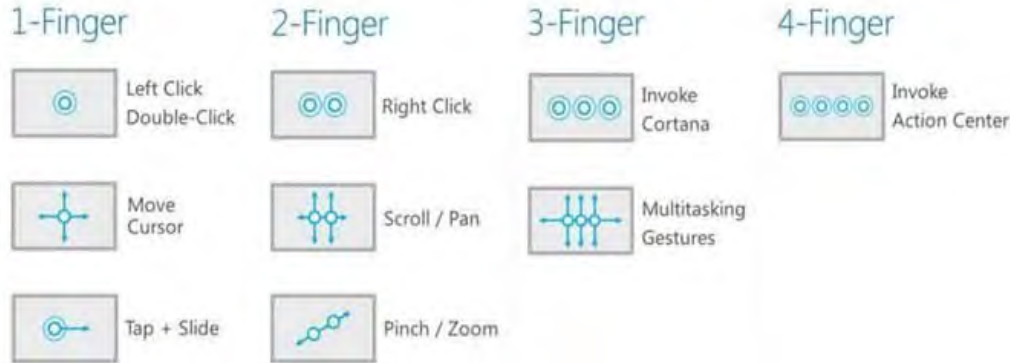 1-Finger
2-Finger
3-Finger
4-Finger
Left Click
Double-Click
Right Click
Invoke
Cortana
Invoke
Action Center
Move
Cursor
Scroll / Pan
Multitasking
Gestures
Tap + Slide
Pinch / Zoom